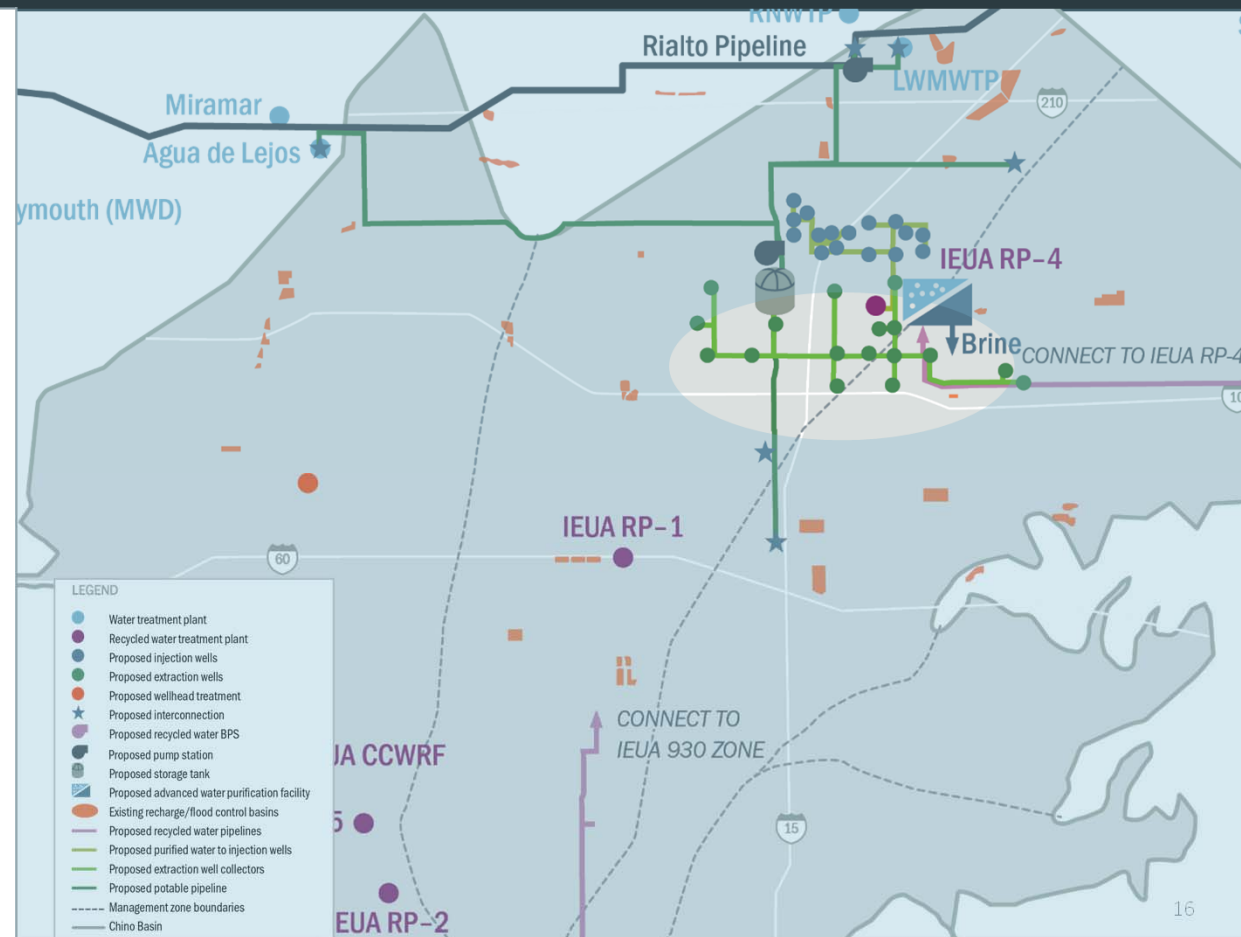 RNWTP
Rialto Pipeline
LWMWTP
Miramar
210
Agua de Lejos
ymouth (MWD)
IEUA RP-4
Brine
CONNECT TO IEUA RP-4
10
IEUA RP-1
60
LEGEND
Water treatment plant
Recycled water treatment plant
Proposed injection wells
Proposed extraction wells
Proposed wellhead treatment
Proposed interconnection
Proposed recycled water BPS
Proposed pump station
Proposed storage tank
Proposed advanced water purification facility
Existing recharge/flood control basins
Proposed recycled water pipelines
Proposed purified water to injection wells
Proposed extraction well collectors
Proposed potable pipeline
Management zone boundaries
Chino Basin
CONNECT TO
IEUA 930 ZONE
UA CCWRF
5
15
EUA RP-2
16